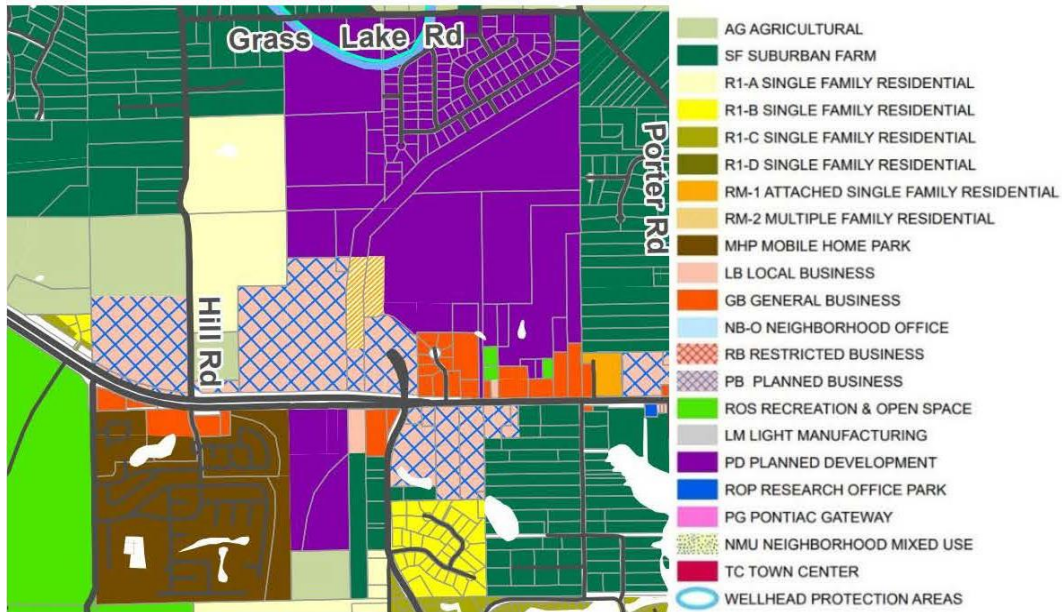 Grass Lake Rd
Porter Rd
Hill Rd
AG AGRICULTURAL
SF SUBURBAN FARM
R1-A SINGLE FAMILY RESIDENTIAL
R1-B SINGLE FAMILY RESIDENTIAL
R1-C SINGLE FAMILY RESIDENTIAL
R1-D SINGLE FAMILY RESIDENTIAL
RM-1 ATTACHED SINGLE FAMILY RESIDENTIAL
RM-2 MULTIPLE FAMILY RESIDENTIAL
MHP MOBILE HOME PARK
LB LOCAL BUSINESS
GB GENERAL BUSINESS
NB-O NEIGHBORHOOD OFFICE
RB RESTRICTED BUSINESS
PB PLANNED BUSINESS
ROS RECREATION & OPEN SPACE
LM LIGHT MANUFACTURING
PD PLANNED DEVELOPMENT
ROP RESEARCH OFFICE PARK
PG PONTIAC GATEWAY
NMU NEIGHBORHOOD MIXED USE
TC TOWN CENTER
WELLHEAD PROTECTION AREAS